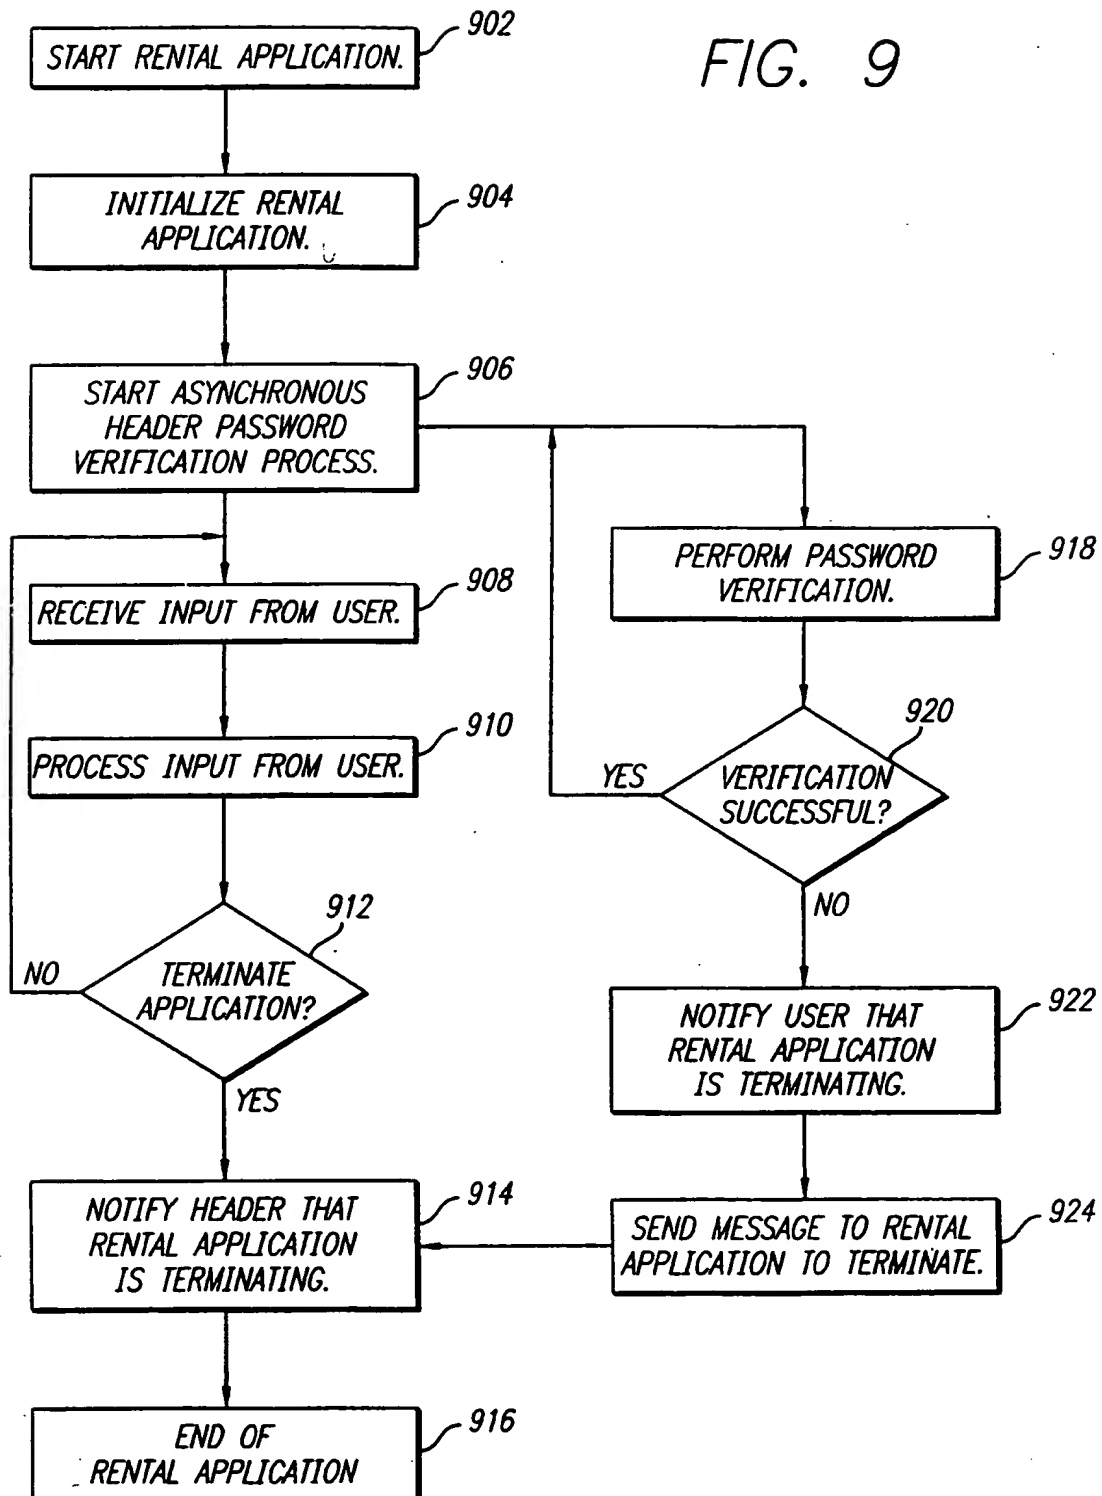 FIG. 9
902
START RENTAL APPLICATION.
904
INITIALIZE RENTAL
APPLICATION.
906
START ASYNCHRONOUS
HEADER PASSWORD
VERIFICATION PROCESS.
908
RECEIVE INPUT FROM USER.
910
PROCESS INPUT FROM USER.
912
TERMINATE
APPLICATION?
NO
YES
914
NOTIFY HEADER THAT
RENTAL APPLICATION
IS TERMINATING.
916
END OF
RENTAL APPLICATION
918
PERFORM PASSWORD
VERIFICATION.
920
VERIFICATION
SUCCESSFUL?
YES
NO
922
NOTIFY USER THAT
RENTAL APPLICATION
IS TERMINATING.
924
SEND MESSAGE TO RENTAL
APPLICATION TO TERMINATE.